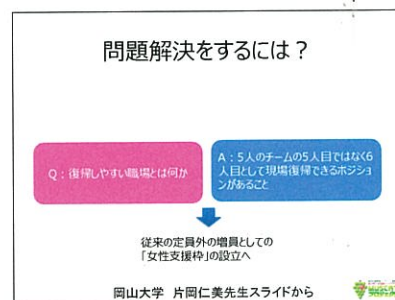 問題解決をするには？
Q：復帰しやすい職場とは何か
A：5人のチームの5人目ではなく6
人目として現場復帰できるポジショ
ンがあること
従来の定員外の増員としての
「女性支援枠」の設立へ
岡山大学 片岡仁美先生スライドから